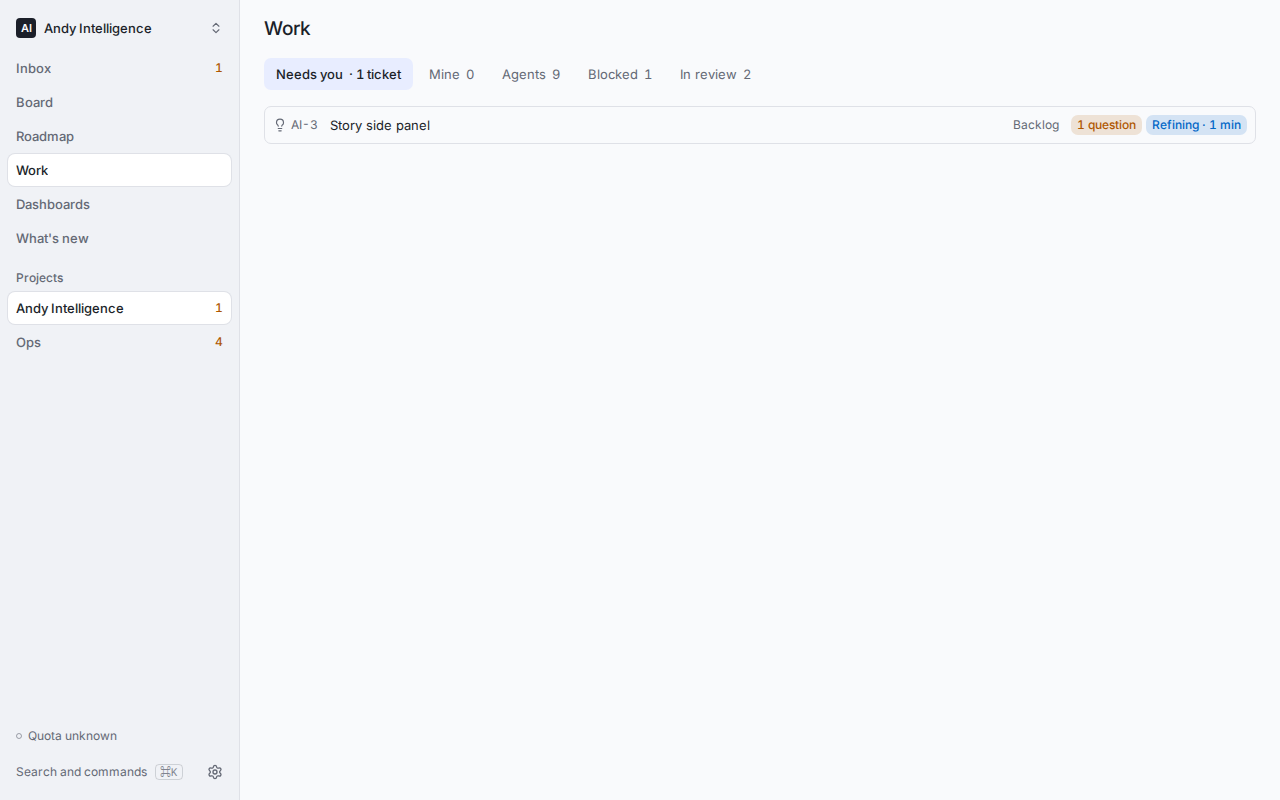 AI Andy Intelligence
Inbox 1
Board
Roadmap
Work
Dashboards
What's new
Projects
Andy Intelligence 1
Ops 4
Quota unknown
Search and commands ⌘K
Work
Needs you · 1 ticket Mine 0 Agents 9 Blocked 1 In review 2
AI-3 Story side panel Backlog 1 question Refining · 1 min